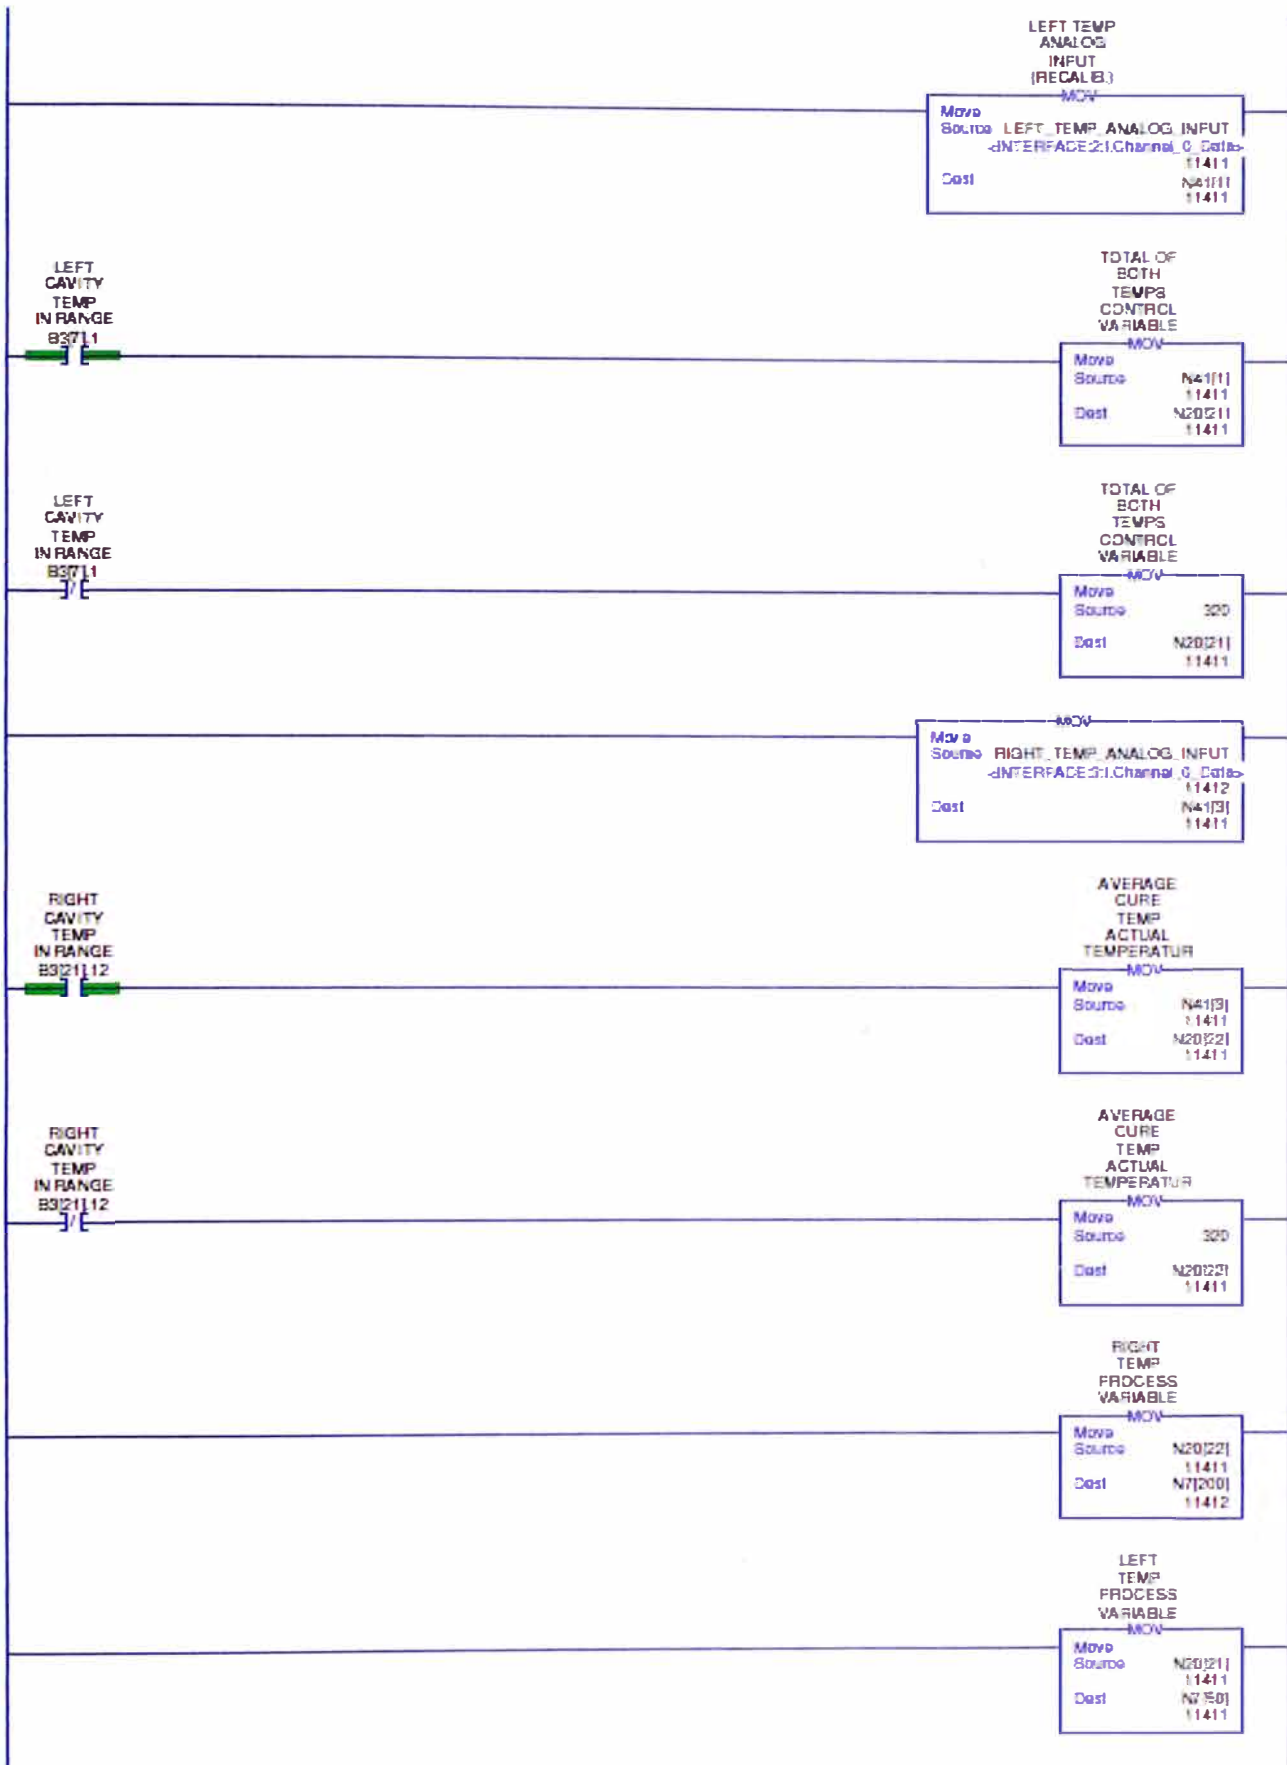 LEFT TEMP
ANALOG
INPUT
(RECALIB.)
MOV
Move
Source LEFT_TEMP_ANALOG_INPUT
<INTERFACE:2:I.Channel_0_Data>
11411
Dest N41[1]
11411
LEFT
CAVITY
TEMP
IN RANGE
B3[7].1
TOTAL OF
BOTH
TEMPS
CONTROL
VARIABLE
MOV
Move
Source N41[1]
11411
Dest N20[21]
11411
LEFT
CAVITY
TEMP
IN RANGE
B3[7].1
TOTAL OF
BOTH
TEMPS
CONTROL
VARIABLE
MOV
Move
Source 320
Dest N20[21]
11411
MOV
Move
Source RIGHT_TEMP_ANALOG_INPUT
11412
Dest N41[3]
11411
RIGHT
CAVITY
TEMP
IN RANGE
B3[21].12
AVERAGE
CURE
TEMP
ACTUAL
TEMPERATUR
MOV
Move
Source N41[3]
11411
Dest N20[22]
11411
RIGHT
CAVITY
TEMP
IN RANGE
B3[21].12
AVERAGE
CURE
TEMP
ACTUAL
TEMPERATUR
MOV
Move
Source 320
Dest N20[22]
11411
RIGHT
TEMP
PROCESS
VARIABLE
MOV
Move
Source N20[22]
11411
Dest N7[200]
11412
LEFT
TEMP
PROCESS
VARIABLE
MOV
Move
Source N20[21]
11411
Dest
11411